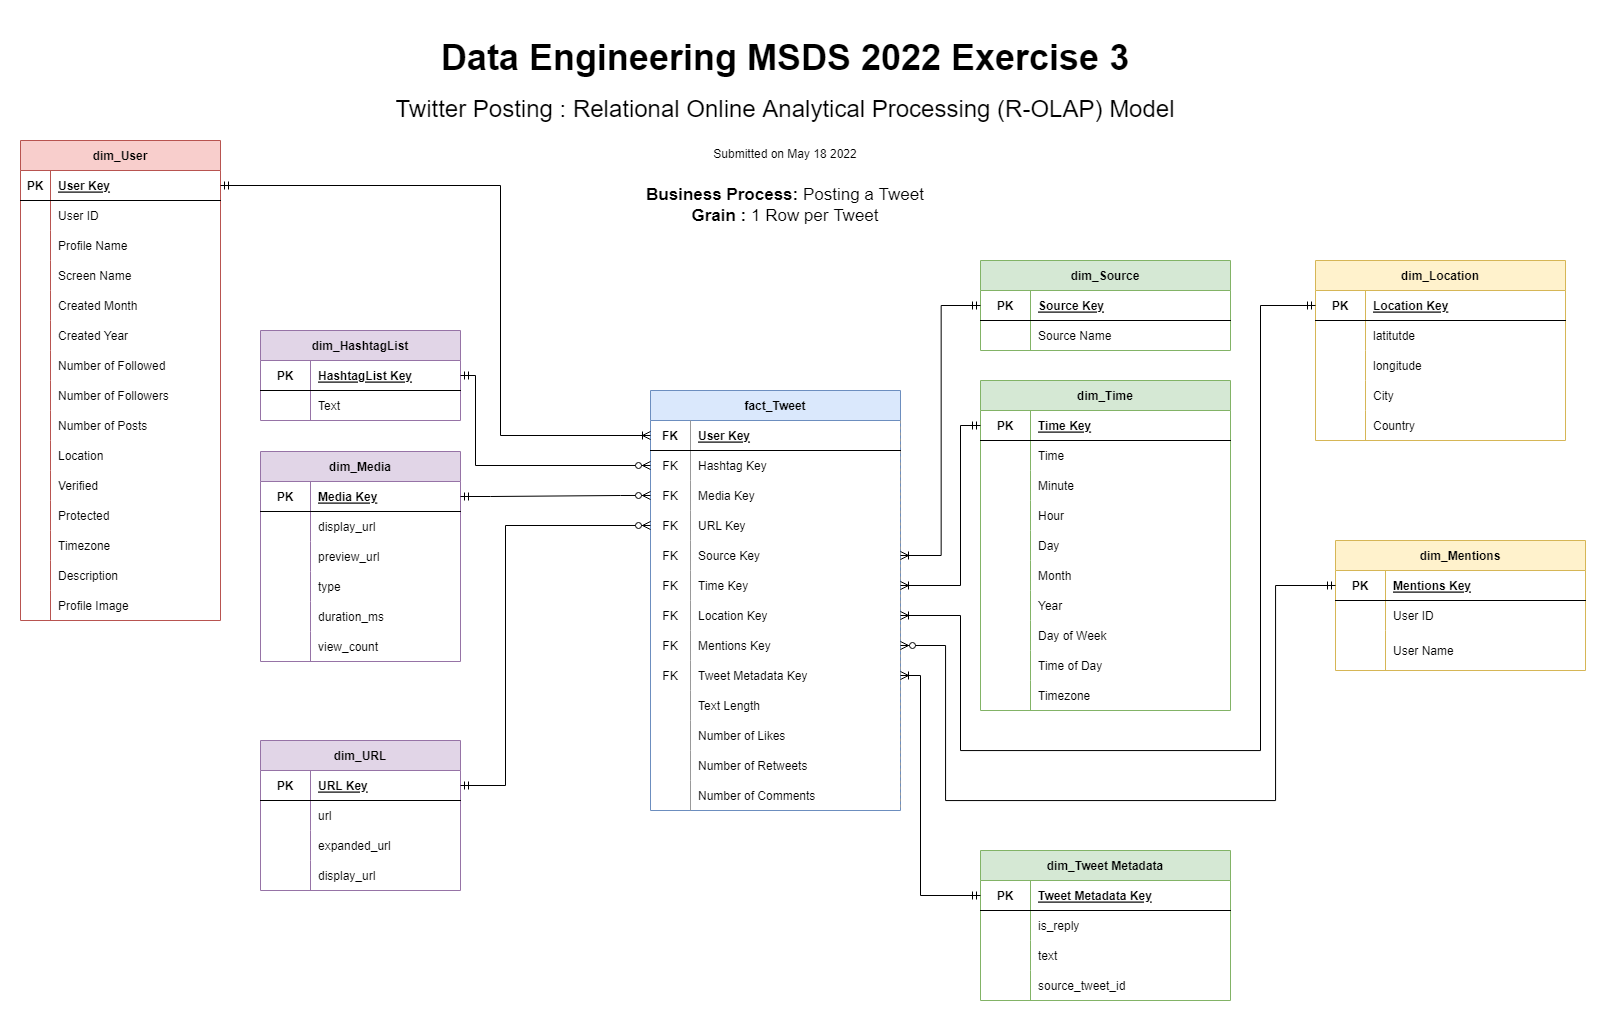 Data Engineering MSDS 2022 Exercise 3
Twitter Posting : Relational Online Analytical Processing (R-OLAP) Model
Submitted on May 18 2022
Business Process: Posting a Tweet
Grain : 1 Row per Tweet
dim_User
PK User Key
User ID
Profile Name
Screen Name
Created Month
Created Year
Number of Followed
Number of Followers
Number of Posts
Location
Verified
Protected
Timezone
Description
Profile Image
dim_HashtagList
PK HashtagList Key
Text
dim_Media
PK Media Key
display_url
preview_url
type
duration_ms
view_count
dim_URL
PK URL Key
url
expanded_url
display_url
fact_Tweet
FK User Key
FK Hashtag Key
FK Media Key
FK URL Key
FK Source Key
FK Time Key
FK Location Key
FK Mentions Key
FK Tweet Metadata Key
Text Length
Number of Likes
Number of Retweets
Number of Comments
dim_Source
PK Source Key
Source Name
dim_Time
PK Time Key
Time
Minute
Hour
Day
Month
Year
Day of Week
Time of Day
Timezone
dim_Location
PK Location Key
latitutde
longitude
City
Country
dim_Mentions
PK Mentions Key
User ID
User Name
dim_Tweet Metadata
PK Tweet Metadata Key
is_reply
text
source_tweet_id